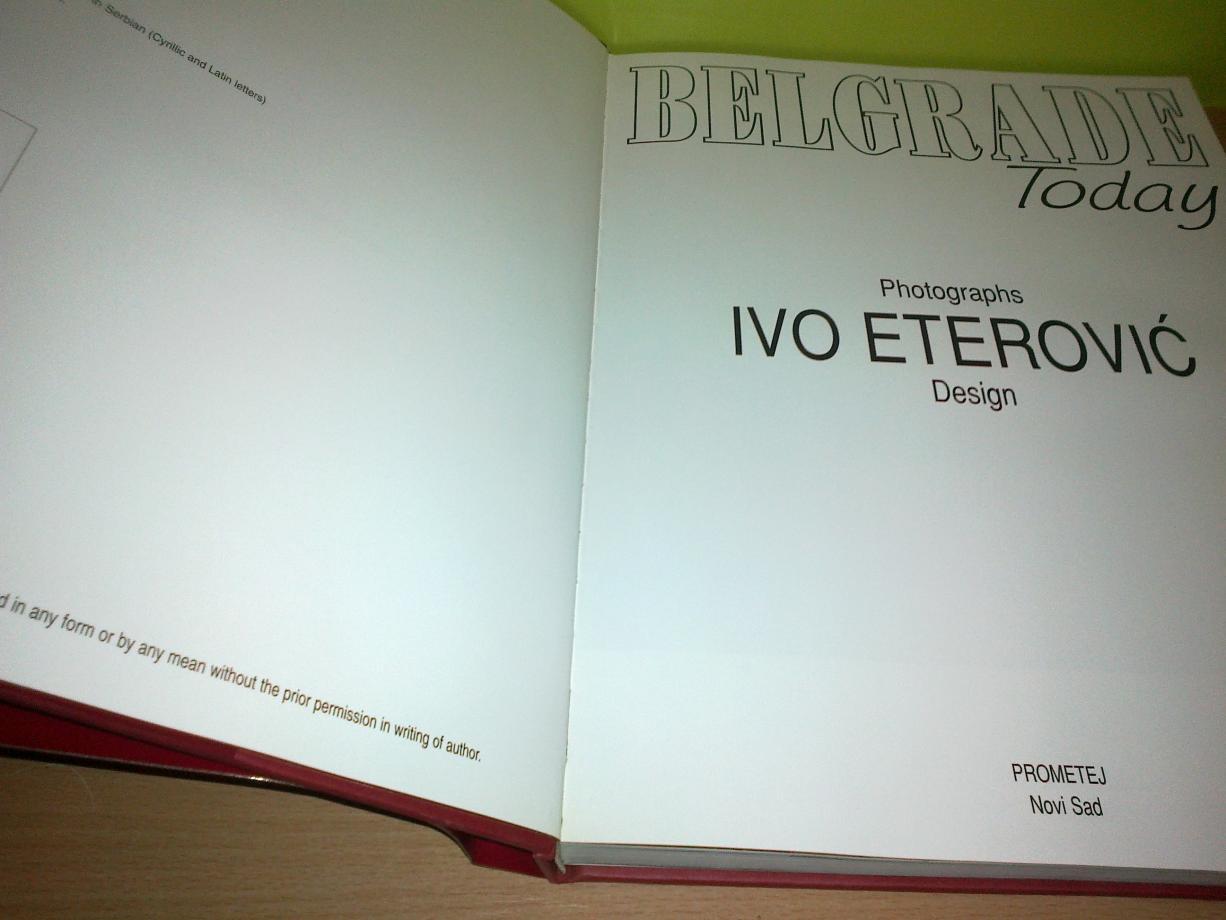 in Serbian (Cyrillic and Latin letters)
in any form or by any mean without the prior permission in writing of author.
BELGRADE
Today
Photographs
IVO ETEROVIĆ
Design
PROMETEJ
Novi Sad